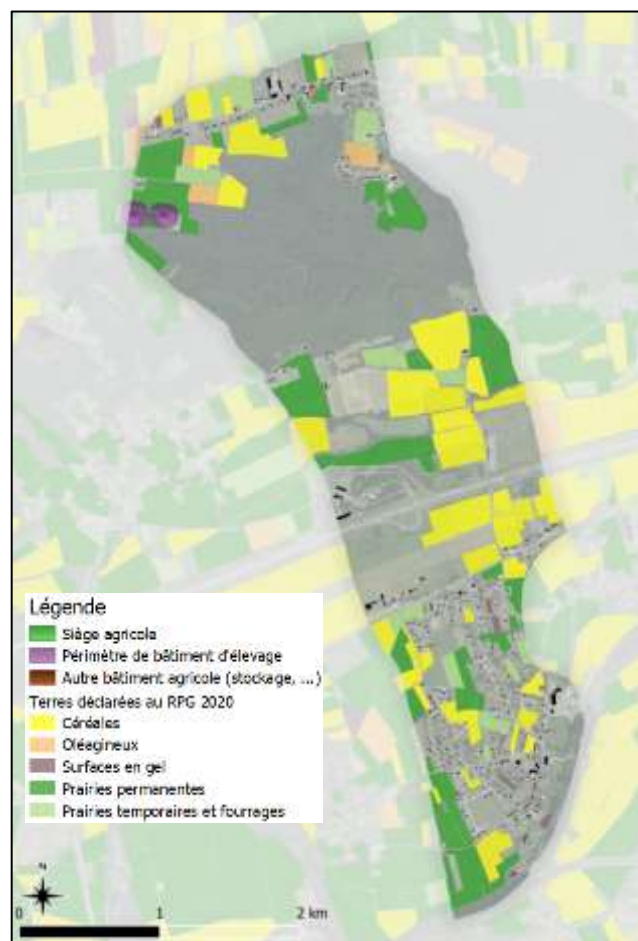 Légende
Siège agricole
Périmètre de bâtiment d'élevage
Autre bâtiment agricole (stockage, ...)
Terres déclarées au RPG 2020
Céréales
Oléagineux
Surfaces en gel
Prairies permanentes
Prairies temporaires et fourrages
N
0 1 2 km